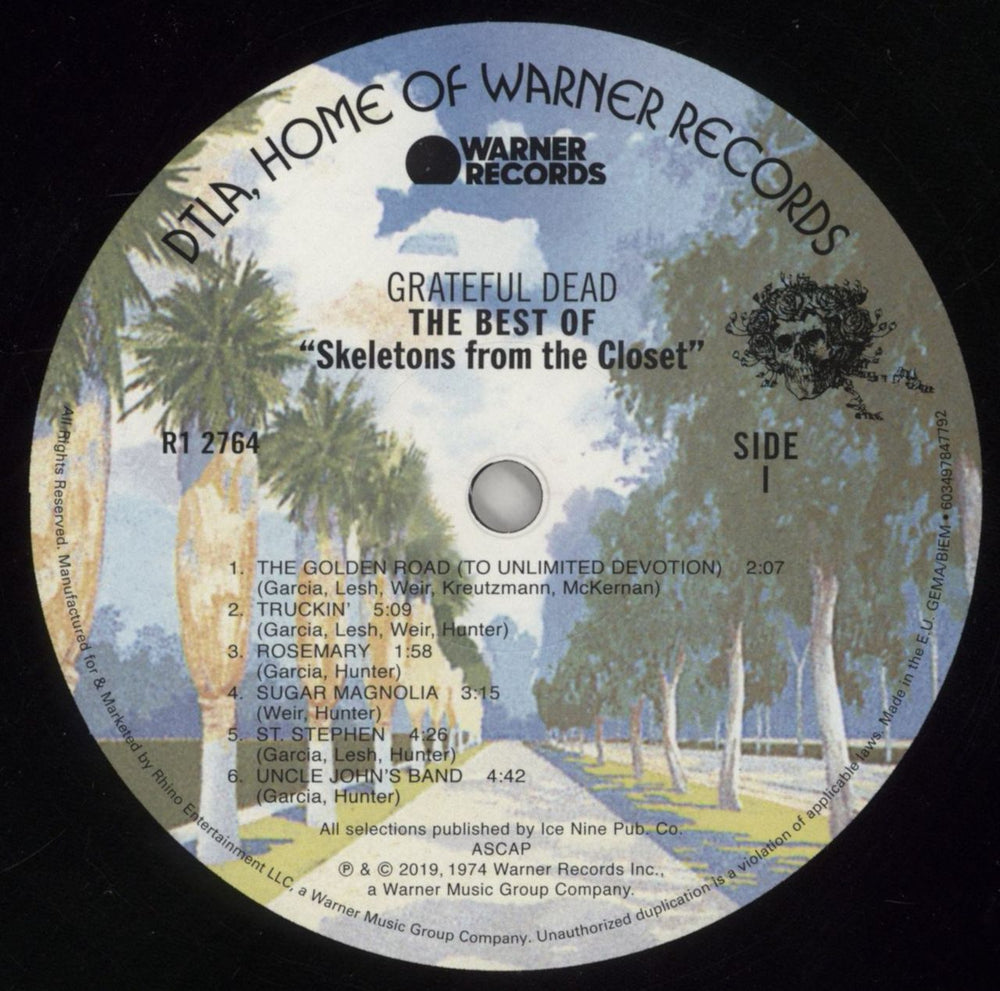 DTLA, HOME OF WARNER RECORDS
WARNER
RECORDS
GRATEFUL DEAD
THE BEST OF
“Skeletons from the Closet”
R1 2764
SIDE
I
1. THE GOLDEN ROAD (TO UNLIMITED DEVOTION) 2:07
(Garcia, Lesh, Weir, Kreutzmann, McKernan)
2. TRUCKIN’ 5:09
(Garcia, Lesh, Weir, Hunter)
3. ROSEMARY 1:58
(Garcia, Hunter)
4. SUGAR MAGNOLIA 3:15
(Weir, Hunter)
5. ST. STEPHEN 4:26
(Garcia, Lesh, Hunter)
6. UNCLE JOHN’S BAND 4:42
(Garcia, Hunter)
All selections published by Ice Nine Pub. Co.
ASCAP
℗ & © 2019, 1974 Warner Records Inc.,
a Warner Music Group Company.
All Rights Reserved. Manufactured for & Marketed by Rhino Entertainment LLC, a Warner Music Group Company. Unauthorized duplication is a violation of applicable laws. Made in the E.U. GEMA/BIEM • 603497847792